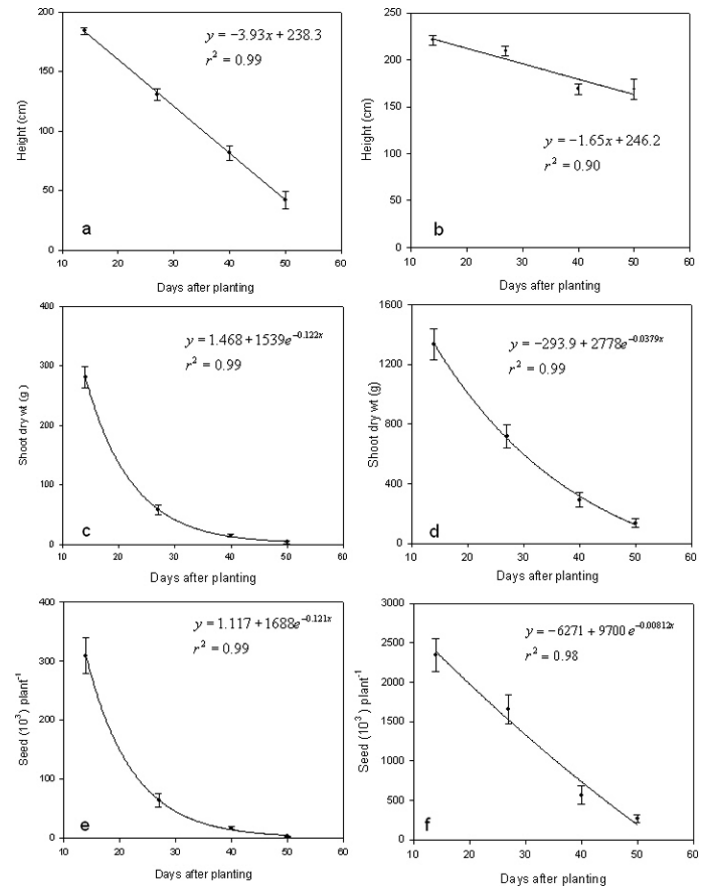 200
150
100
50
0
Height (cm)
y = −3.93x + 238.3
r² = 0.99
a
10 20 30 40 50 60
Days after planting
250
200
150
100
50
0
Height (cm)
y = −1.65x + 246.2
r² = 0.90
b
10 20 30 40 50 60
Days after planting
400
300
200
100
0
Shoot dry wt (g )
y = 1.468 + 1539e^−0.122x
r² = 0.99
c
10 20 30 40 50 60
Days after planting
1600
1200
800
400
0
Shoot dry wt (g)
y = −293.9 + 2778e^−0.0379x
r² = 0.99
d
10 20 30 40 50 60
Days after planting
400
300
200
100
0
Seed (10³) plant⁻¹
y = 1.117 + 1688e^−0.121x
r² = 0.99
e
10 20 30 40 50 60
Days after planting
3000
2500
2000
1500
1000
500
0
Seed (10³) plant⁻¹
y = −6271 + 9700 e^−0.00812x
r² = 0.98
f
10 20 30 40 50 60
Days after planting